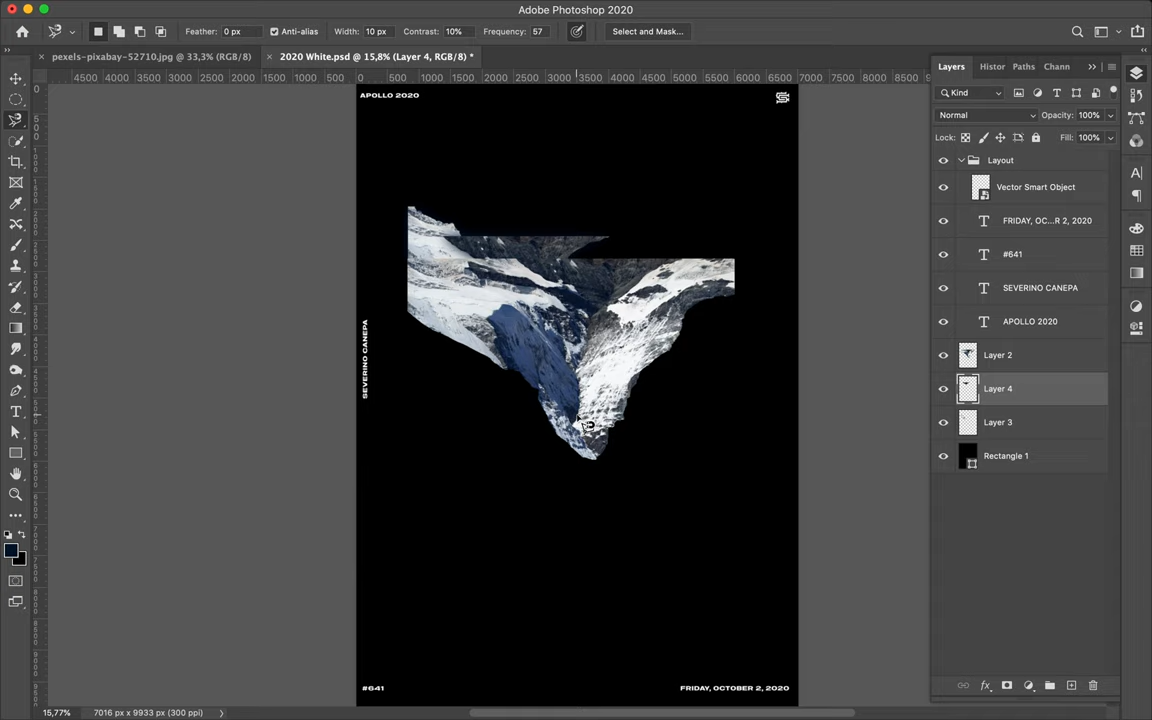 Adobe Photoshop 2020
Feather: 0 px
Anti-alias
Width: 10 px
Contrast: 10%
Frequency: 57
Select and Mask...
pexels-pixabay-52710.jpg @ 33,3% (RGB/8)
2020 White.psd @ 15,8% (Layer 4, RGB/8) *
4500 4000 3500 3000 2500 2000 1500 1000 500 0 500 1000 1500 2000 2500 3000 3500 4000 4500 5000 5500 6000 6500 7000 7500 8000 8500 900
APOLLO 2020
SEVERINO CANEPA
#641
FRIDAY, OCTOBER 2, 2020
Layers
Histor
Paths
Chann
Kind
Normal
Opacity: 100%
Lock:
Fill: 100%
Layout
Vector Smart Object
FRIDAY, OC...R 2, 2020
#641
SEVERINO CANEPA
APOLLO 2020
Layer 2
Layer 4
Layer 3
Rectangle 1
15,77%
7016 px x 9933 px (300 ppi)